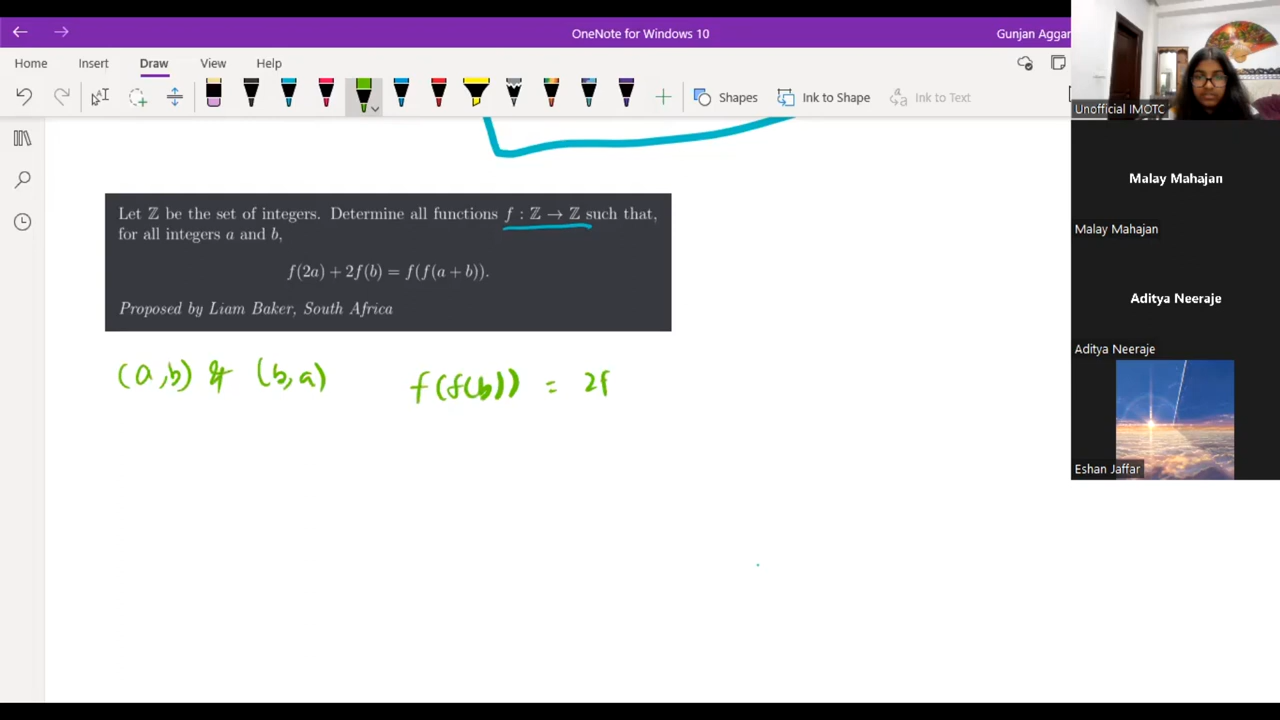 OneNote for Windows 10
Gunjan Aggar
Home Insert Draw View Help
Shapes Ink to Shape Ink to Text
Let ℤ be the set of integers. Determine all functions f : ℤ → ℤ such that,
for all integers a and b,
f(2a) + 2f(b) = f(f(a + b)).
Proposed by Liam Baker, South Africa
(a,b) & (b,a) f(f(b)) = 2f
Unofficial IMOTC
Malay Mahajan
Malay Mahajan
Aditya Neeraje
Aditya Neeraje
Eshan Jaffar